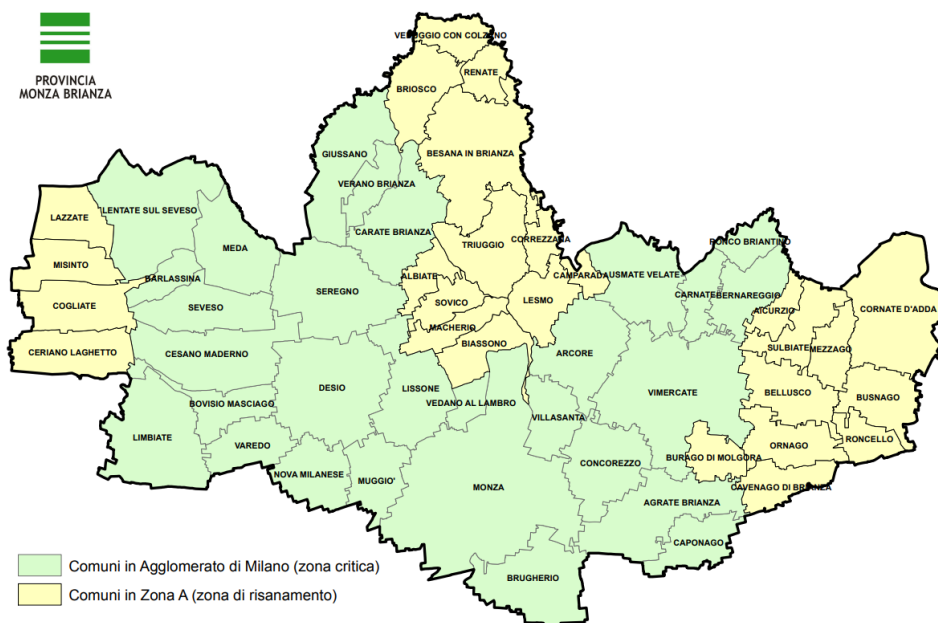 PROVINCIA
MONZA BRIANZA
VEDUGGIO CON COLZANO
RENATE
BRIOSCO
GIUSSANO
BESANA IN BRIANZA
VERANO BRIANZA
LAZZATE
LENTATE SUL SEVESO
CARATE BRIANZA
MEDA
TRIUGGIO
CORREZZANA
RONCO BRIANTINO
MISINTO
BARLASSINA
ALBIATE
CAMPARADA
USMATE VELATE
SEREGNO
CARNATE
BERNAREGGIO
COGLIATE
SEVESO
SOVICO
LESMO
AICURZIO
CORNATE D'ADDA
MACHERIO
BIASSONO
SULBIATE
MEZZAGO
CERIANO LAGHETTO
CESANO MADERNO
ARCORE
DESIO
LISSONE
VIMERCATE
BELLUSCO
BUSNAGO
BOVISIO MASCIAGO
VEDANO AL LAMBRO
VILLASANTA
LIMBIATE
VAREDO
BURAGO DI MOLGORA
ORNAGO
RONCELLO
NOVA MILANESE
MUGGIO'
CONCOREZZO
MONZA
CAVENAGO DI BRIANZA
AGRATE BRIANZA
CAPONAGO
BRUGHERIO
Comuni in Agglomerato di Milano (zona critica)
Comuni in Zona A (zona di risanamento)